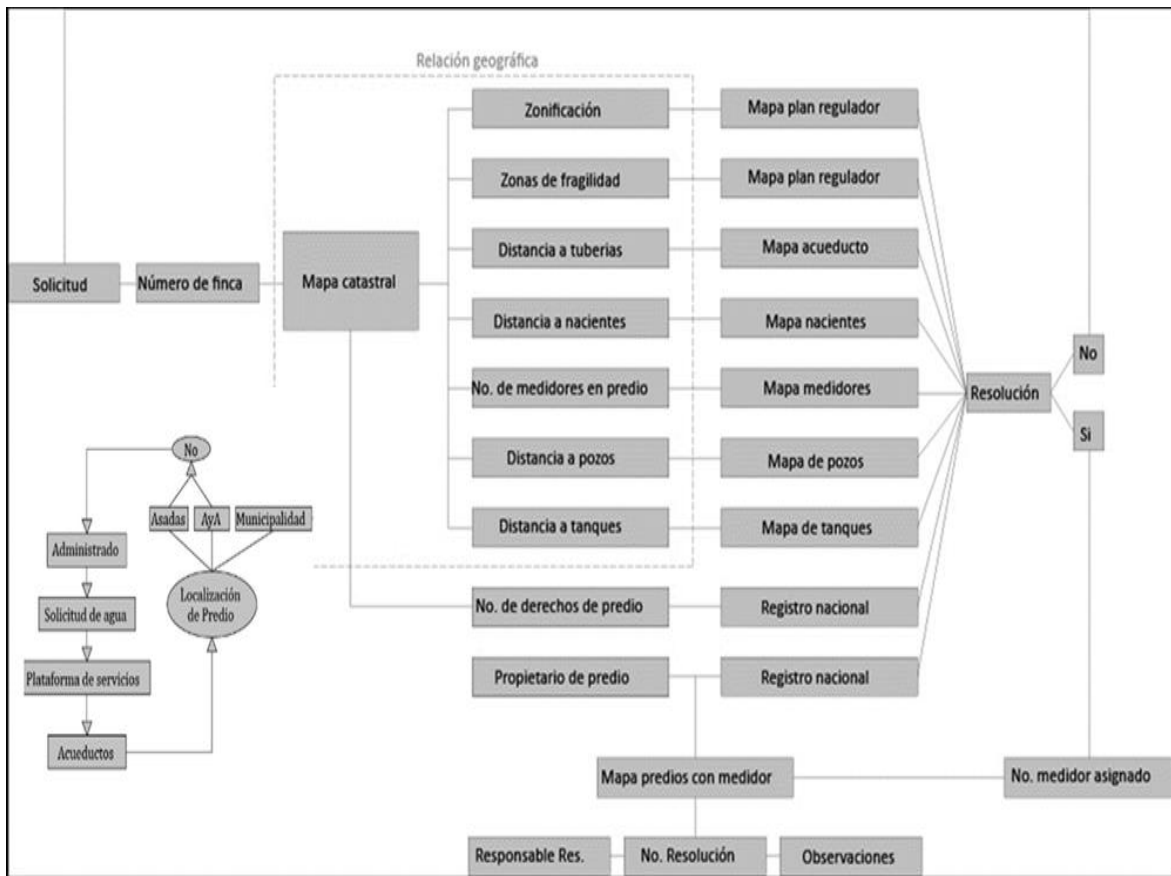 Relación geográfica
Zonificación
Mapa plan regulador
Zonas de fragilidad
Mapa plan regulador
Distancia a tuberias
Mapa acueducto
Solicitud
Número de finca
Mapa catastral
Distancia a nacientes
Mapa nacientes
No. de medidores en predio
Mapa medidores
Resolución
No
Si
Distancia a pozos
Mapa de pozos
Distancia a tanques
Mapa de tanques
No. de derechos de predio
Registro nacional
Propietario de predio
Registro nacional
Mapa predios con medidor
No. medidor asignado
Responsable Res.
No. Resolución
Observaciones
No
Asadas
AyA
Municipalidad
Administrado
Localización
de Predio
Solicitud de agua
Plataforma de servicios
Acueductos